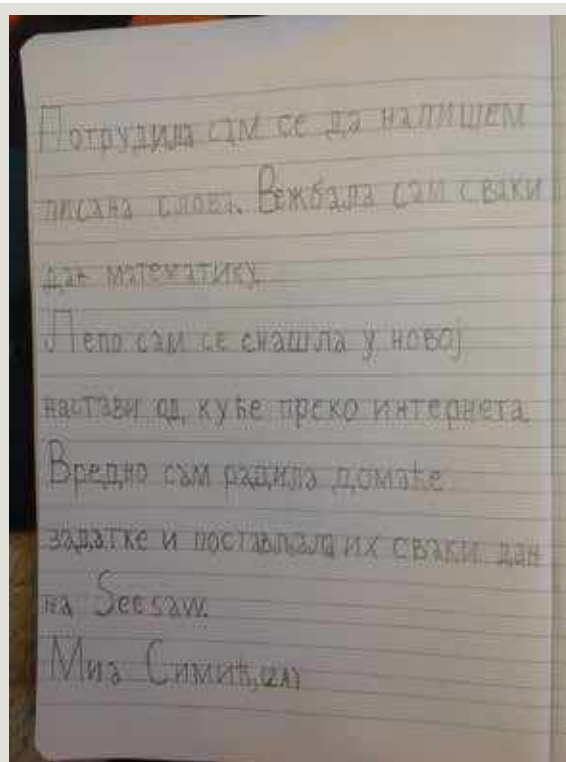 Потрудила сам се да напишем
писана слова. Вежбала сам сваки
дан математику.
Лепо сам се снашла у новој
настави од куће преко интернета.
Вредно сам радила домаће
задатке и постављала их сваки дан
на Seesaw.
Миа Симић,